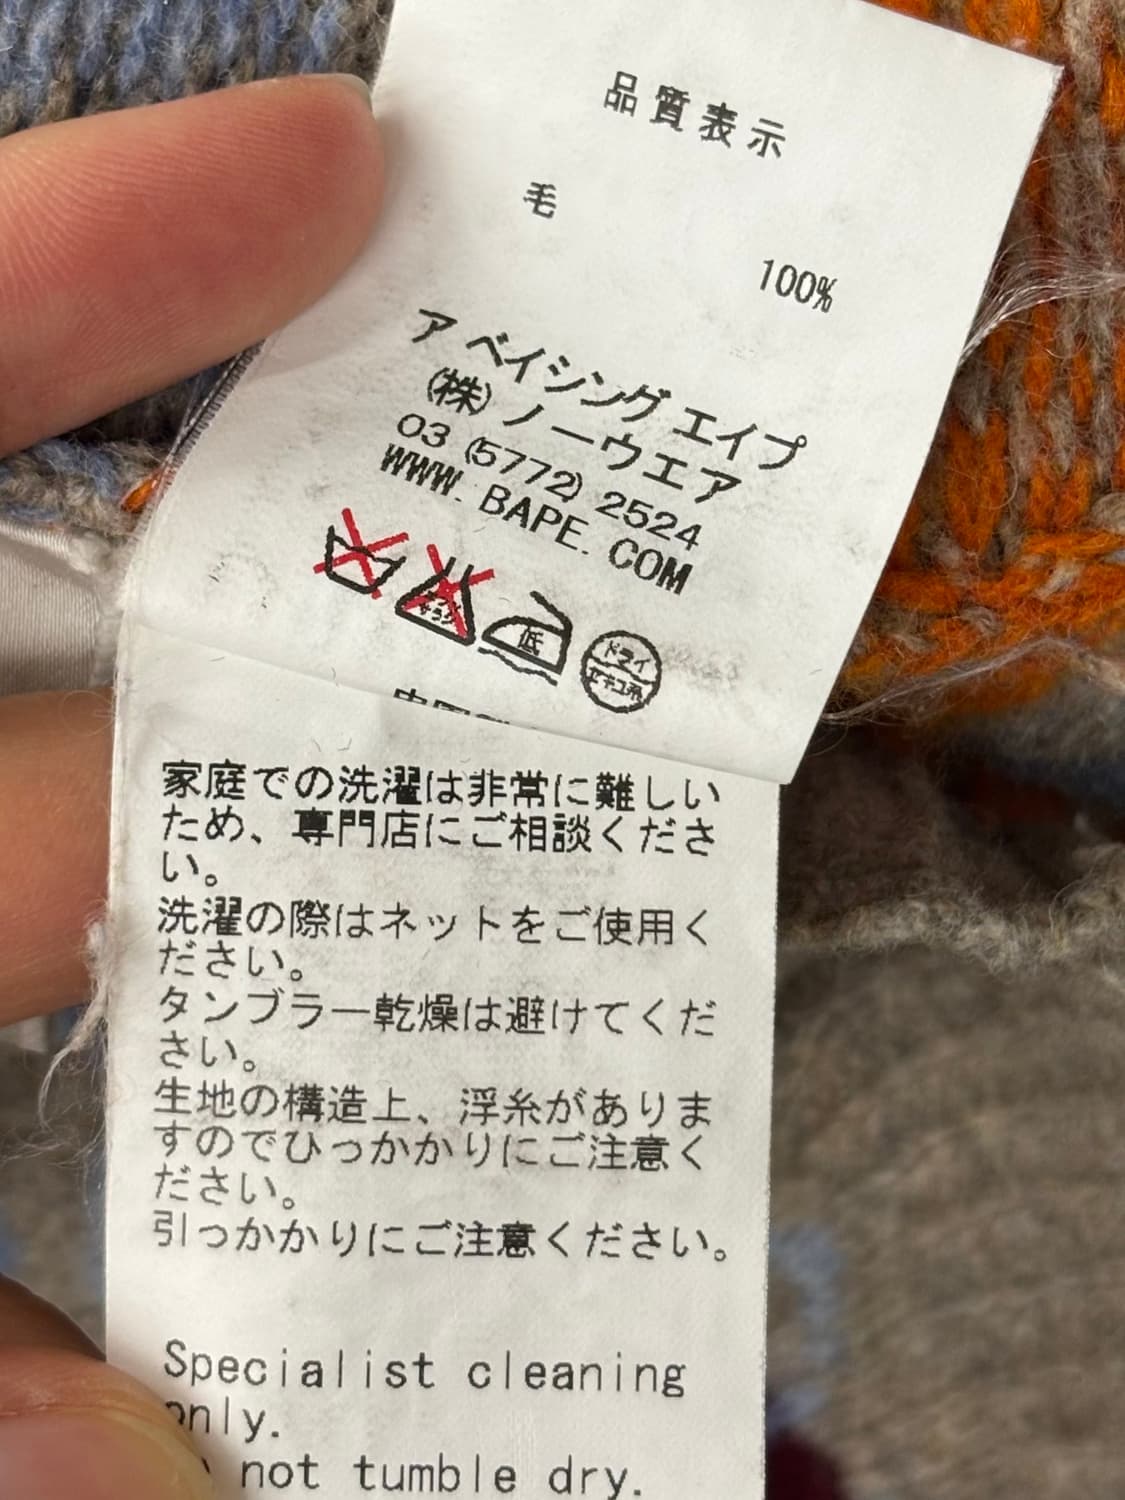 品質表示
毛
100%
ア ベイシング エイプ
(株) ノーウエア
03 (5772) 2524
WWW. BAPE. COM
低
ドライ
家庭での洗濯は非常に難しい
ため、専門店にご相談くださ
い。
洗濯の際はネットをご使用く
ださい。
タンブラー乾燥は避けてくだ
さい。
生地の構造上、浮糸がありま
すのでひっかかりにご注意く
ださい。
引っかかりにご注意ください。
Specialist cleaning
only.
not tumble dry.